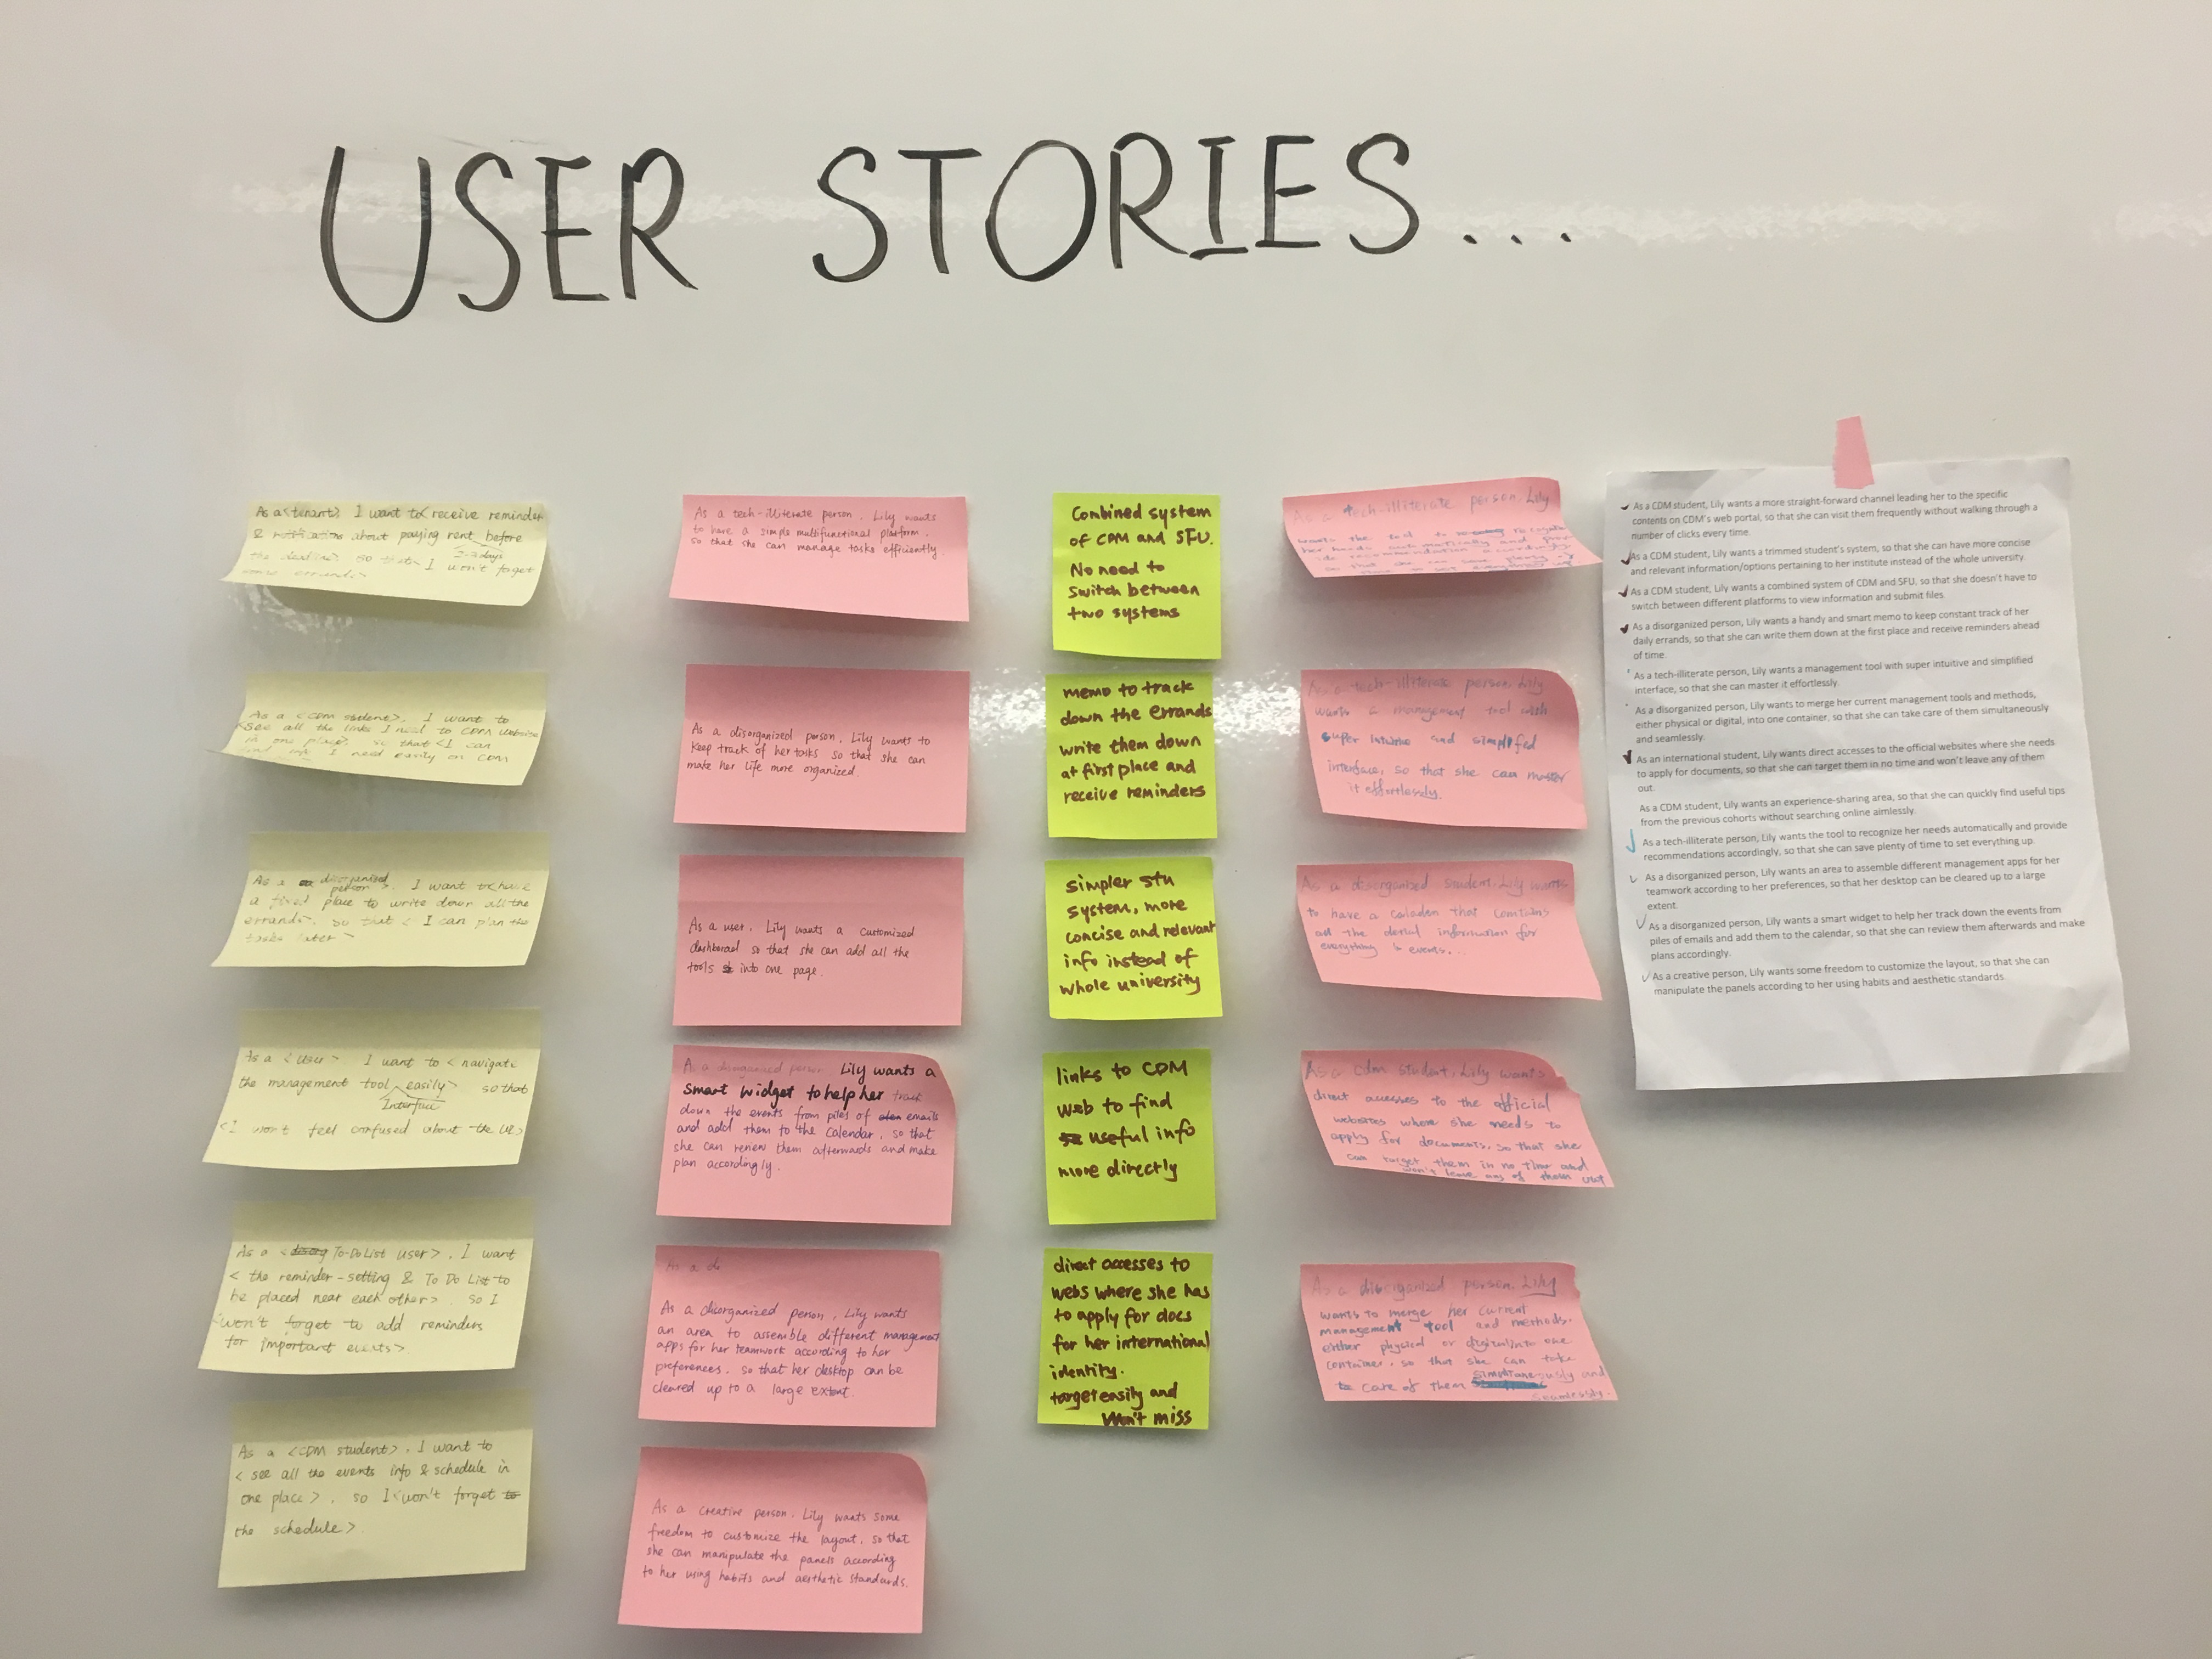 USER STORIES...
As a <tenant>, I want to <receive reminder
& notifications about paying rent before
2-3 days
the deadline>, so that <I won't forget
some errands>
As a <CDM student>, I want to
<see all the links I need to CDM website
in one place>, so that <I can
I need easily on CDM
As a disorganized
person>. I want to <have
a fixed place to write down all the
errands>, so that < I can plan the
tasks later>
As a <User> I want to < navigate
the management tool easily> so that
Interface
<I won't feel confused about the UI>
As a < To-Do List user>, I want
< the reminder-setting & To Do List to
be placed near each other>, so I
<won't forget to add reminders
for important events>.
As a <CDM student>, I want to
< see all the events info & schedule in
one place>, so I <won't forget to
the schedule>.
As a tech-illiterate person, Lily wants
to have a simple multifunctional platform.
so that she can manage tasks efficiently.
As a disorganized person, Lily wants to
keep track of her tasks so that she can
make her life more organized.
As a user, Lily wants a customized
dashborad so that she can add all the
tools into one page.
As a disorganized person, Lily wants a
smart widget to help her track
down the events from piles of emails
and add them to the calendar, so that
she can renew them afterwards and make
plan accordingly.
As a do
As a disorganized person, Lily wants
an area to assemble different management
apps for her teamwork according to her
preferences, so that her desktop can be
cleared up to a large extent
As a creative person, Lily wants some
freedom to customize the layout, so that
she can manipulate the panels according
to her using habits and aesthetic standards.
Combined system
of CDM and SFU.
No need to
switch between
two systems
memo to track
down the errands
write them down
at first place and
receive reminders
simpler stu
system, more
concise and relevant
info instead of
whole university
links to CDM
web to find
useful info
more directly
direct accesses to
webs where she has
to apply for docs
for her international
identity.
target easily and
Won't miss
As a tech-illiterate person, Lily
wants the tool to recognize
her needs automatically and
recommendation accordingly,
so that she can save plenty of
time to set everything up
As a tech-illiterate person, Lily
wants a management tool with
super intuitive and simplified
interface, so that she can master
it effortlessly.
As a disorganized student, Lily wants
to have a caladen that contains
all the detail information for
everything & events...
As a cdm student, Lily wants
direct accesses to the official
websites where she needs to
apply for documents, so that she
can target them in no time and
won't leave any of them out
As a disorganized person, Lily
wants to merge her current
management tool and methods.
either physical or digital into one
container, so that she can take
care of them simultaneously and
seamlessly.
As a CDM student, Lily wants a more straight-forward channel leading her to the specific
contents on CDM's web portal, so that she can visit them frequently without walking through a
number of clicks every time.
As a CDM student, Lily wants a trimmed student's system, so that she can have more concise
and relevant information/options pertaining to her institute instead of the whole university.
As a CDM student, Lily wants a combined system of CDM and SFU, so that she doesn't have to
switch between different platforms to view information and submit files.
As a disorganized person, Lily wants a handy and smart memo to keep constant track of her
daily errands, so that she can write them down at the first place and receive reminders ahead
of time.
As a tech-illiterate person, Lily wants a management tool with super intuitive and simplified
interface, so that she can master it effortlessly.
As a disorganized person, Lily wants to merge her current management tools and methods,
either physical or digital, into one container, so that she can take care of them simultaneously
and seamlessly.
As an international student, Lily wants direct accesses to the official websites where she needs
to apply for documents, so that she can target them in no time and won't leave any of them
out.
As a CDM student, Lily wants an experience-sharing area, so that she can quickly find useful tips
from the previous cohorts without searching online aimlessly.
As a tech-illiterate person, Lily wants the tool to recognize her needs automatically and provide
recommendations accordingly, so that she can save plenty of time to set everything up.
As a disorganized person, Lily wants an area to assemble different management apps for her
teamwork according to her preferences, so that her desktop can be cleared up to a large
extent.
As a disorganized person, Lily wants a smart widget to help her track down the events from
piles of emails and add them to the calendar, so that she can review them afterwards and make
plans accordingly.
As a creative person, Lily wants some freedom to customize the layout, so that she can
manipulate the panels according to her using habits and aesthetic standards.